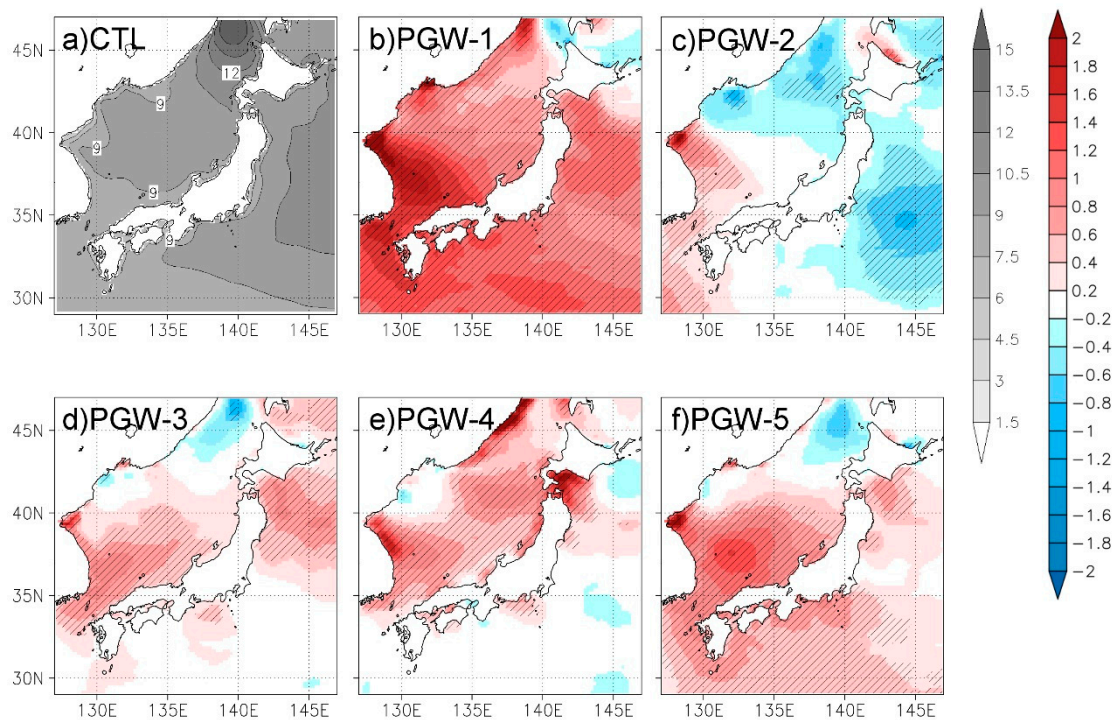 a)CTL
b)PGW-1
c)PGW-2
12
9
9
9
9
45N
40N
35N
30N
130E 135E 140E 145E
130E 135E 140E 145E
130E 135E 140E 145E
15
13.5
12
10.5
9
7.5
6
4.5
3
1.5
2
1.8
1.6
1.4
1.2
1
0.8
0.6
0.4
0.2
-0.2
-0.4
-0.6
-0.8
-1
-1.2
-1.4
-1.6
-1.8
-2
d)PGW-3
e)PGW-4
f)PGW-5
45N
40N
35N
30N
130E 135E 140E 145E
130E 135E 140E 145E
130E 135E 140E 145E